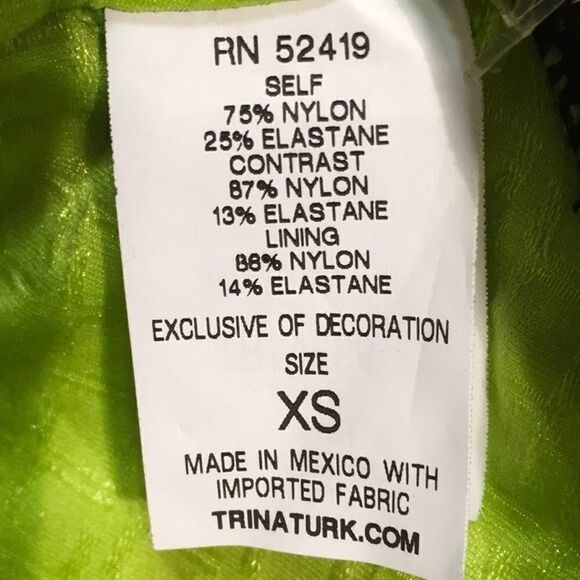 RN 52419
SELF
75% NYLON
25% ELASTANE
CONTRAST
87% NYLON
13% ELASTANE
LINING
86% NYLON
14% ELASTANE
EXCLUSIVE OF DECORATION
SIZE
XS
MADE IN MEXICO WITH
IMPORTED FABRIC
TRINATURK.COM